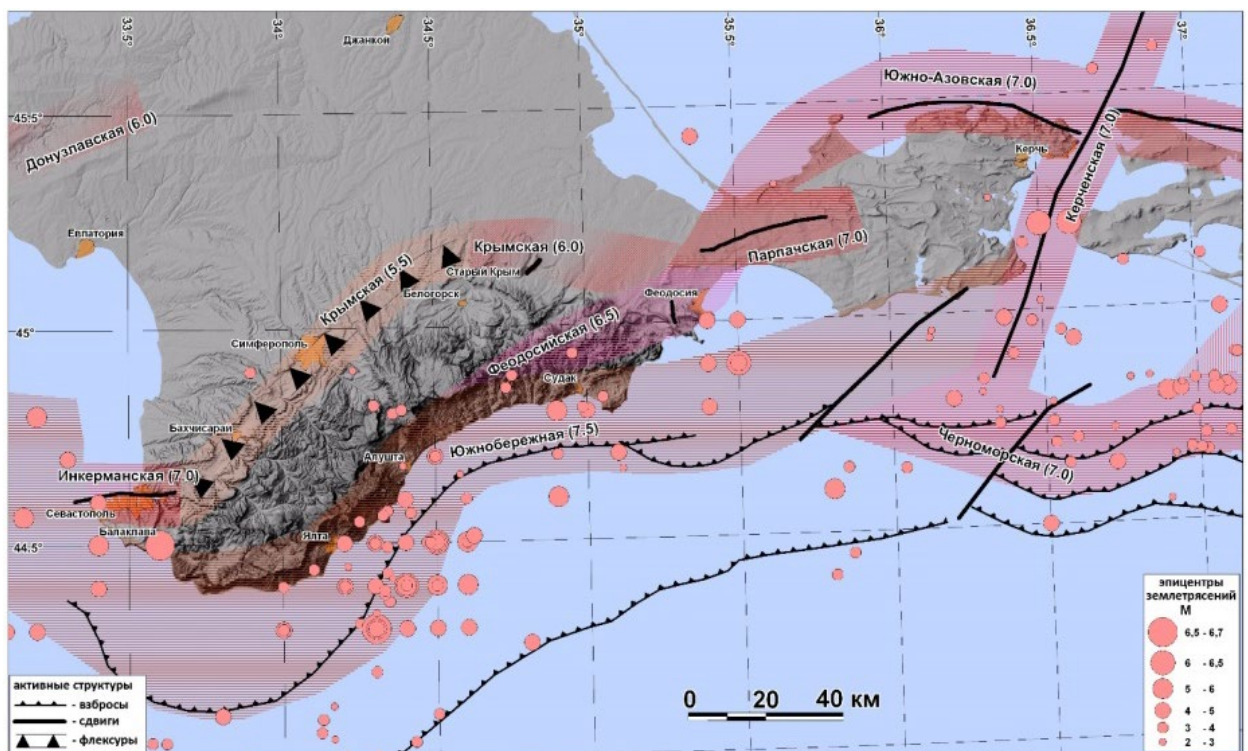 33.5°
34°
34.5°
35°
35.5°
36°
36.5°
37°
Джанкой
Южно-Азовская (7.0)
45.5°
Донузлавская (6.0)
Керчь
Керченская (7.0)
Евпатория
Крымская (6.0)
Парпачская (7.0)
Старый Крым
Крымская (5.5)
Белогорск
Феодосия
45°
Симферополь
Феодосийская (6.5)
Судак
Бахчисарай
Южнобережная (7.5)
Черноморская (7.0)
Алушта
Инкерманская (7.0)
Севастополь
Балаклава
Ялта
44.5°
эпицентры
землетрясений
М
6,5 - 6,7
6 - 6,5
5 - 6
4 - 5
3 - 4
2 - 3
активные структуры
- взбросы
- сдвиги
- флексуры
0 20 40 км